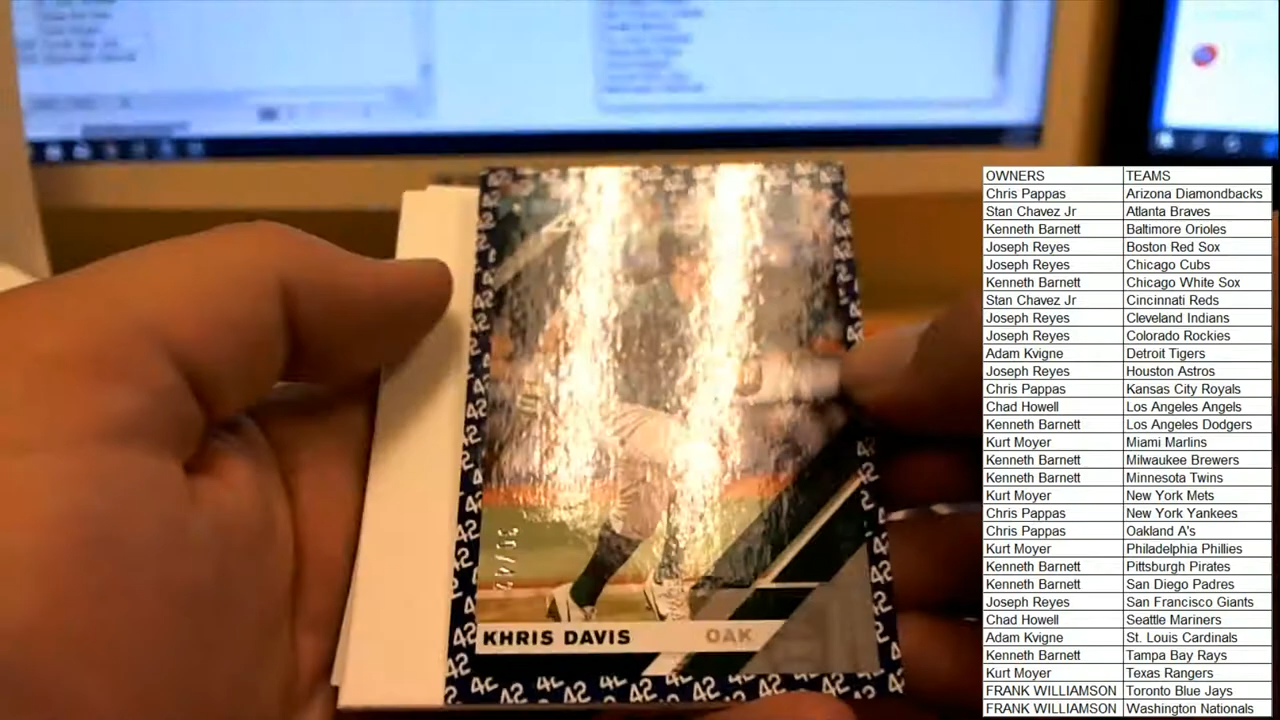 OWNERS TEAMS
Chris Pappas Arizona Diamondbacks
Stan Chavez Jr Atlanta Braves
Kenneth Barnett Baltimore Orioles
Joseph Reyes Boston Red Sox
Joseph Reyes Chicago Cubs
Kenneth Barnett Chicago White Sox
Stan Chavez Jr Cincinnati Reds
Joseph Reyes Cleveland Indians
Joseph Reyes Colorado Rockies
Adam Kvigne Detroit Tigers
Joseph Reyes Houston Astros
Chris Pappas Kansas City Royals
Chad Howell Los Angeles Angels
Kenneth Barnett Los Angeles Dodgers
Kurt Moyer Miami Marlins
Kenneth Barnett Milwaukee Brewers
Kenneth Barnett Minnesota Twins
Kurt Moyer New York Mets
Chris Pappas New York Yankees
Chris Pappas Oakland A's
Kurt Moyer Philadelphia Phillies
Kenneth Barnett Pittsburgh Pirates
Kenneth Barnett San Diego Padres
Joseph Reyes San Francisco Giants
Chad Howell Seattle Mariners
Adam Kvigne St. Louis Cardinals
Kenneth Barnett Tampa Bay Rays
Kurt Moyer Texas Rangers
FRANK WILLIAMSON Toronto Blue Jays
FRANK WILLIAMSON Washington Nationals
KHRIS DAVIS OAK